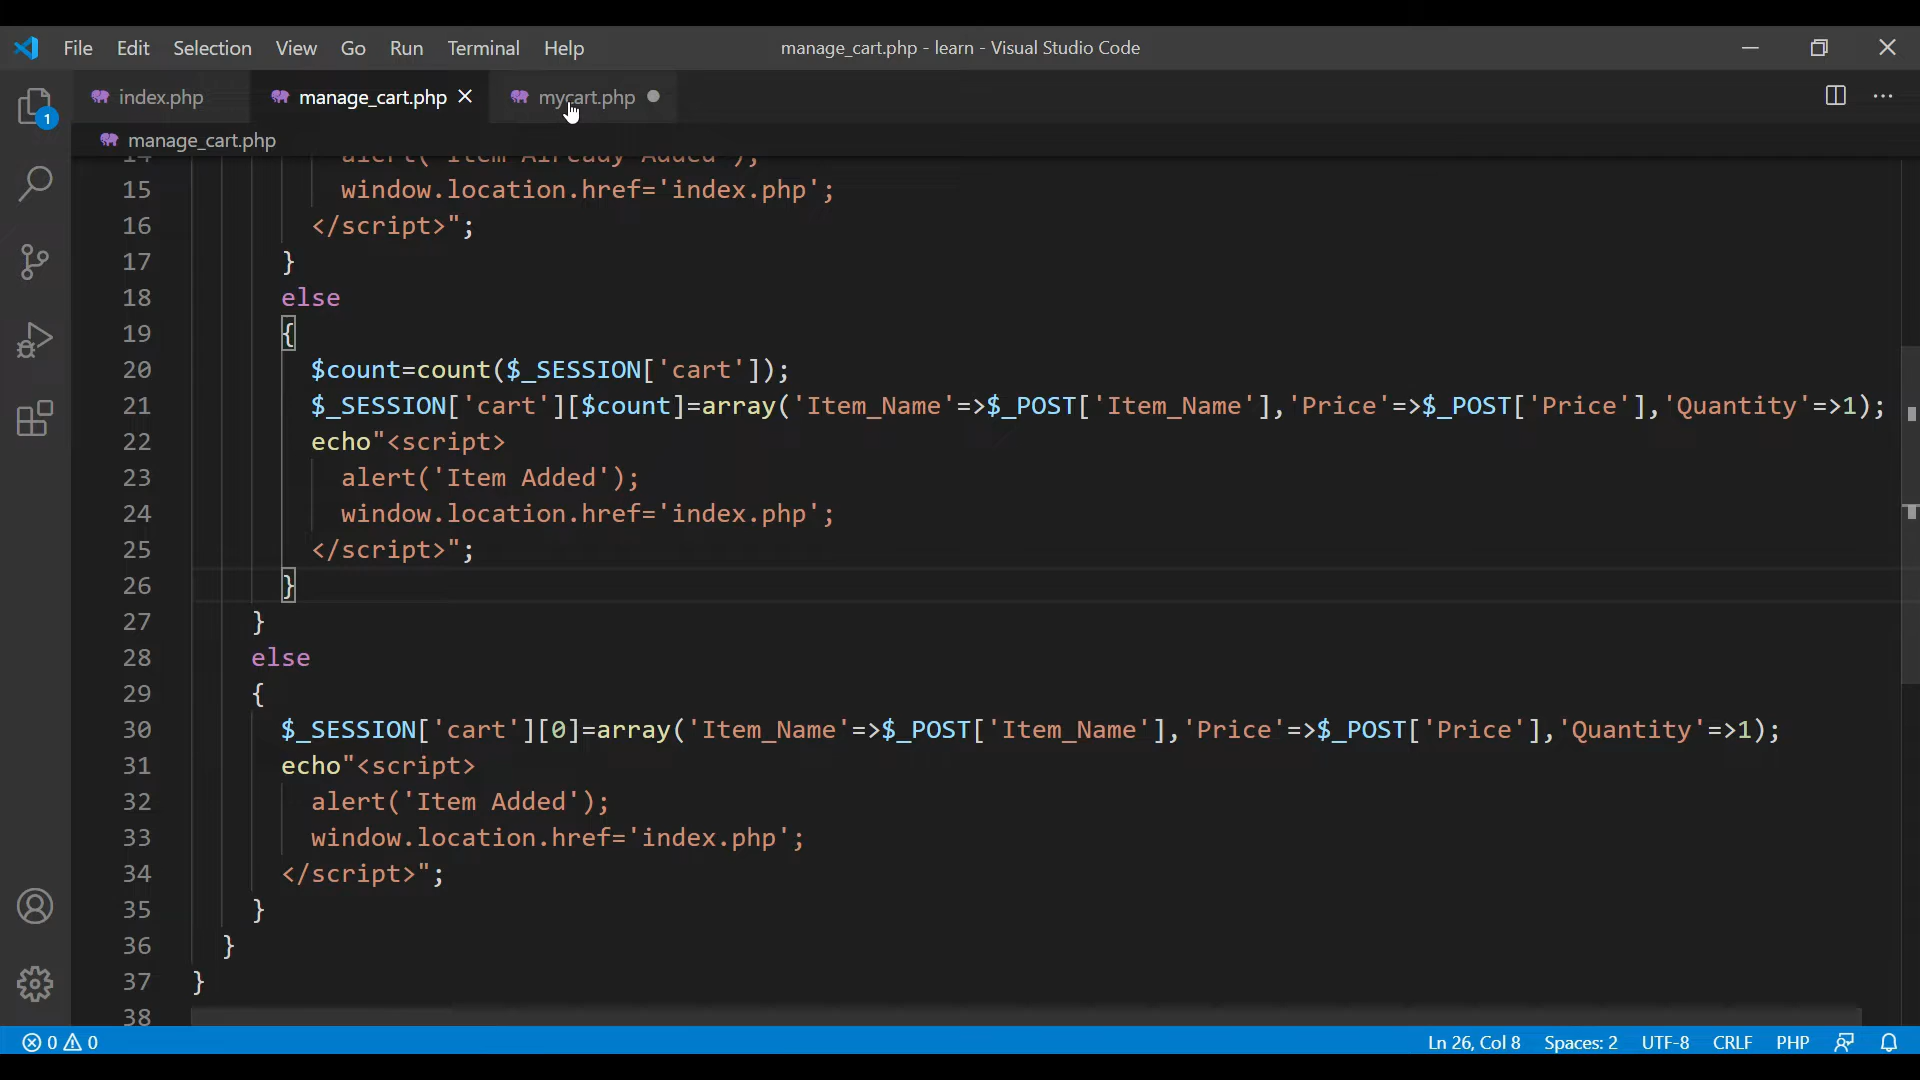 File Edit Selection View Go Run Terminal Help manage_cart.php - learn - Visual Studio Code
index.php manage_cart.php mycart.php
1
manage_cart.php
14 alert('Item Already Added');
15 window.location.href='index.php';
16 </script>";
17 }
18 else
19 {
20 $count=count($_SESSION['cart']);
21 $_SESSION['cart'][$count]=array('Item_Name'=>$_POST['Item_Name'],'Price'=>$_POST['Price'],'Quantity'=>1);
22 echo"<script>
23 alert('Item Added');
24 window.location.href='index.php';
25 </script>";
26 }
27 }
28 else
29 {
30 $_SESSION['cart'][0]=array('Item_Name'=>$_POST['Item_Name'],'Price'=>$_POST['Price'],'Quantity'=>1);
31 echo"<script>
32 alert('Item Added');
33 window.location.href='index.php';
34 </script>";
35 }
36 }
37 }
38
0 0 Ln 26, Col 8 Spaces: 2 UTF-8 CRLF PHP